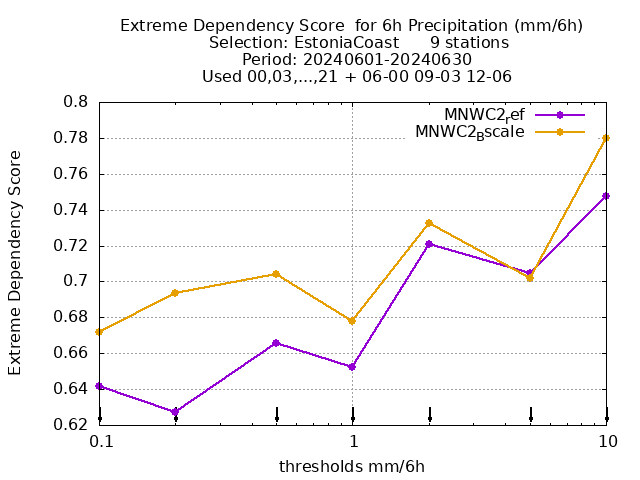 Extreme Dependency Score  for 6h Precipitation (mm/6h)
Selection: EstoniaCoast      9 stations
Period: 20240601-20240630
Used 00,03,...,21 + 06-00 09-03 12-06
MNWC2ref
MNWC2Bscale
Extreme Dependency Score
0.8
0.78
0.76
0.74
0.72
0.7
0.68
0.66
0.64
0.62
0.1 1 10
thresholds mm/6h